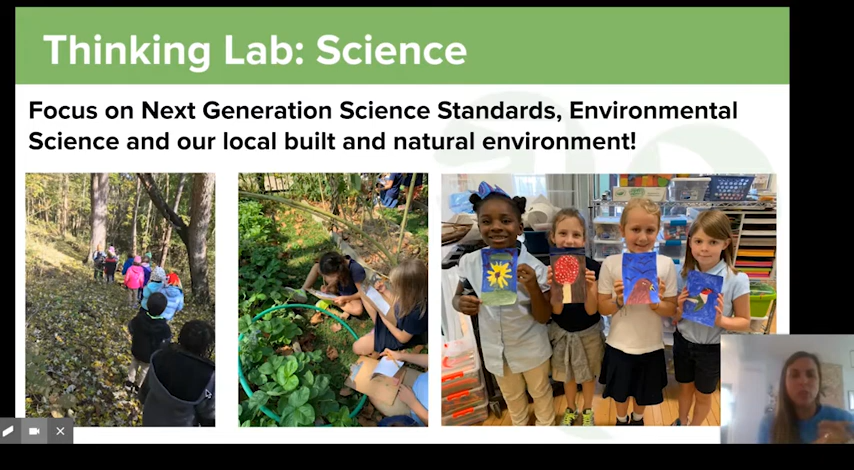 Thinking Lab: Science
Focus on Next Generation Science Standards, Environmental
Science and our local built and natural environment!